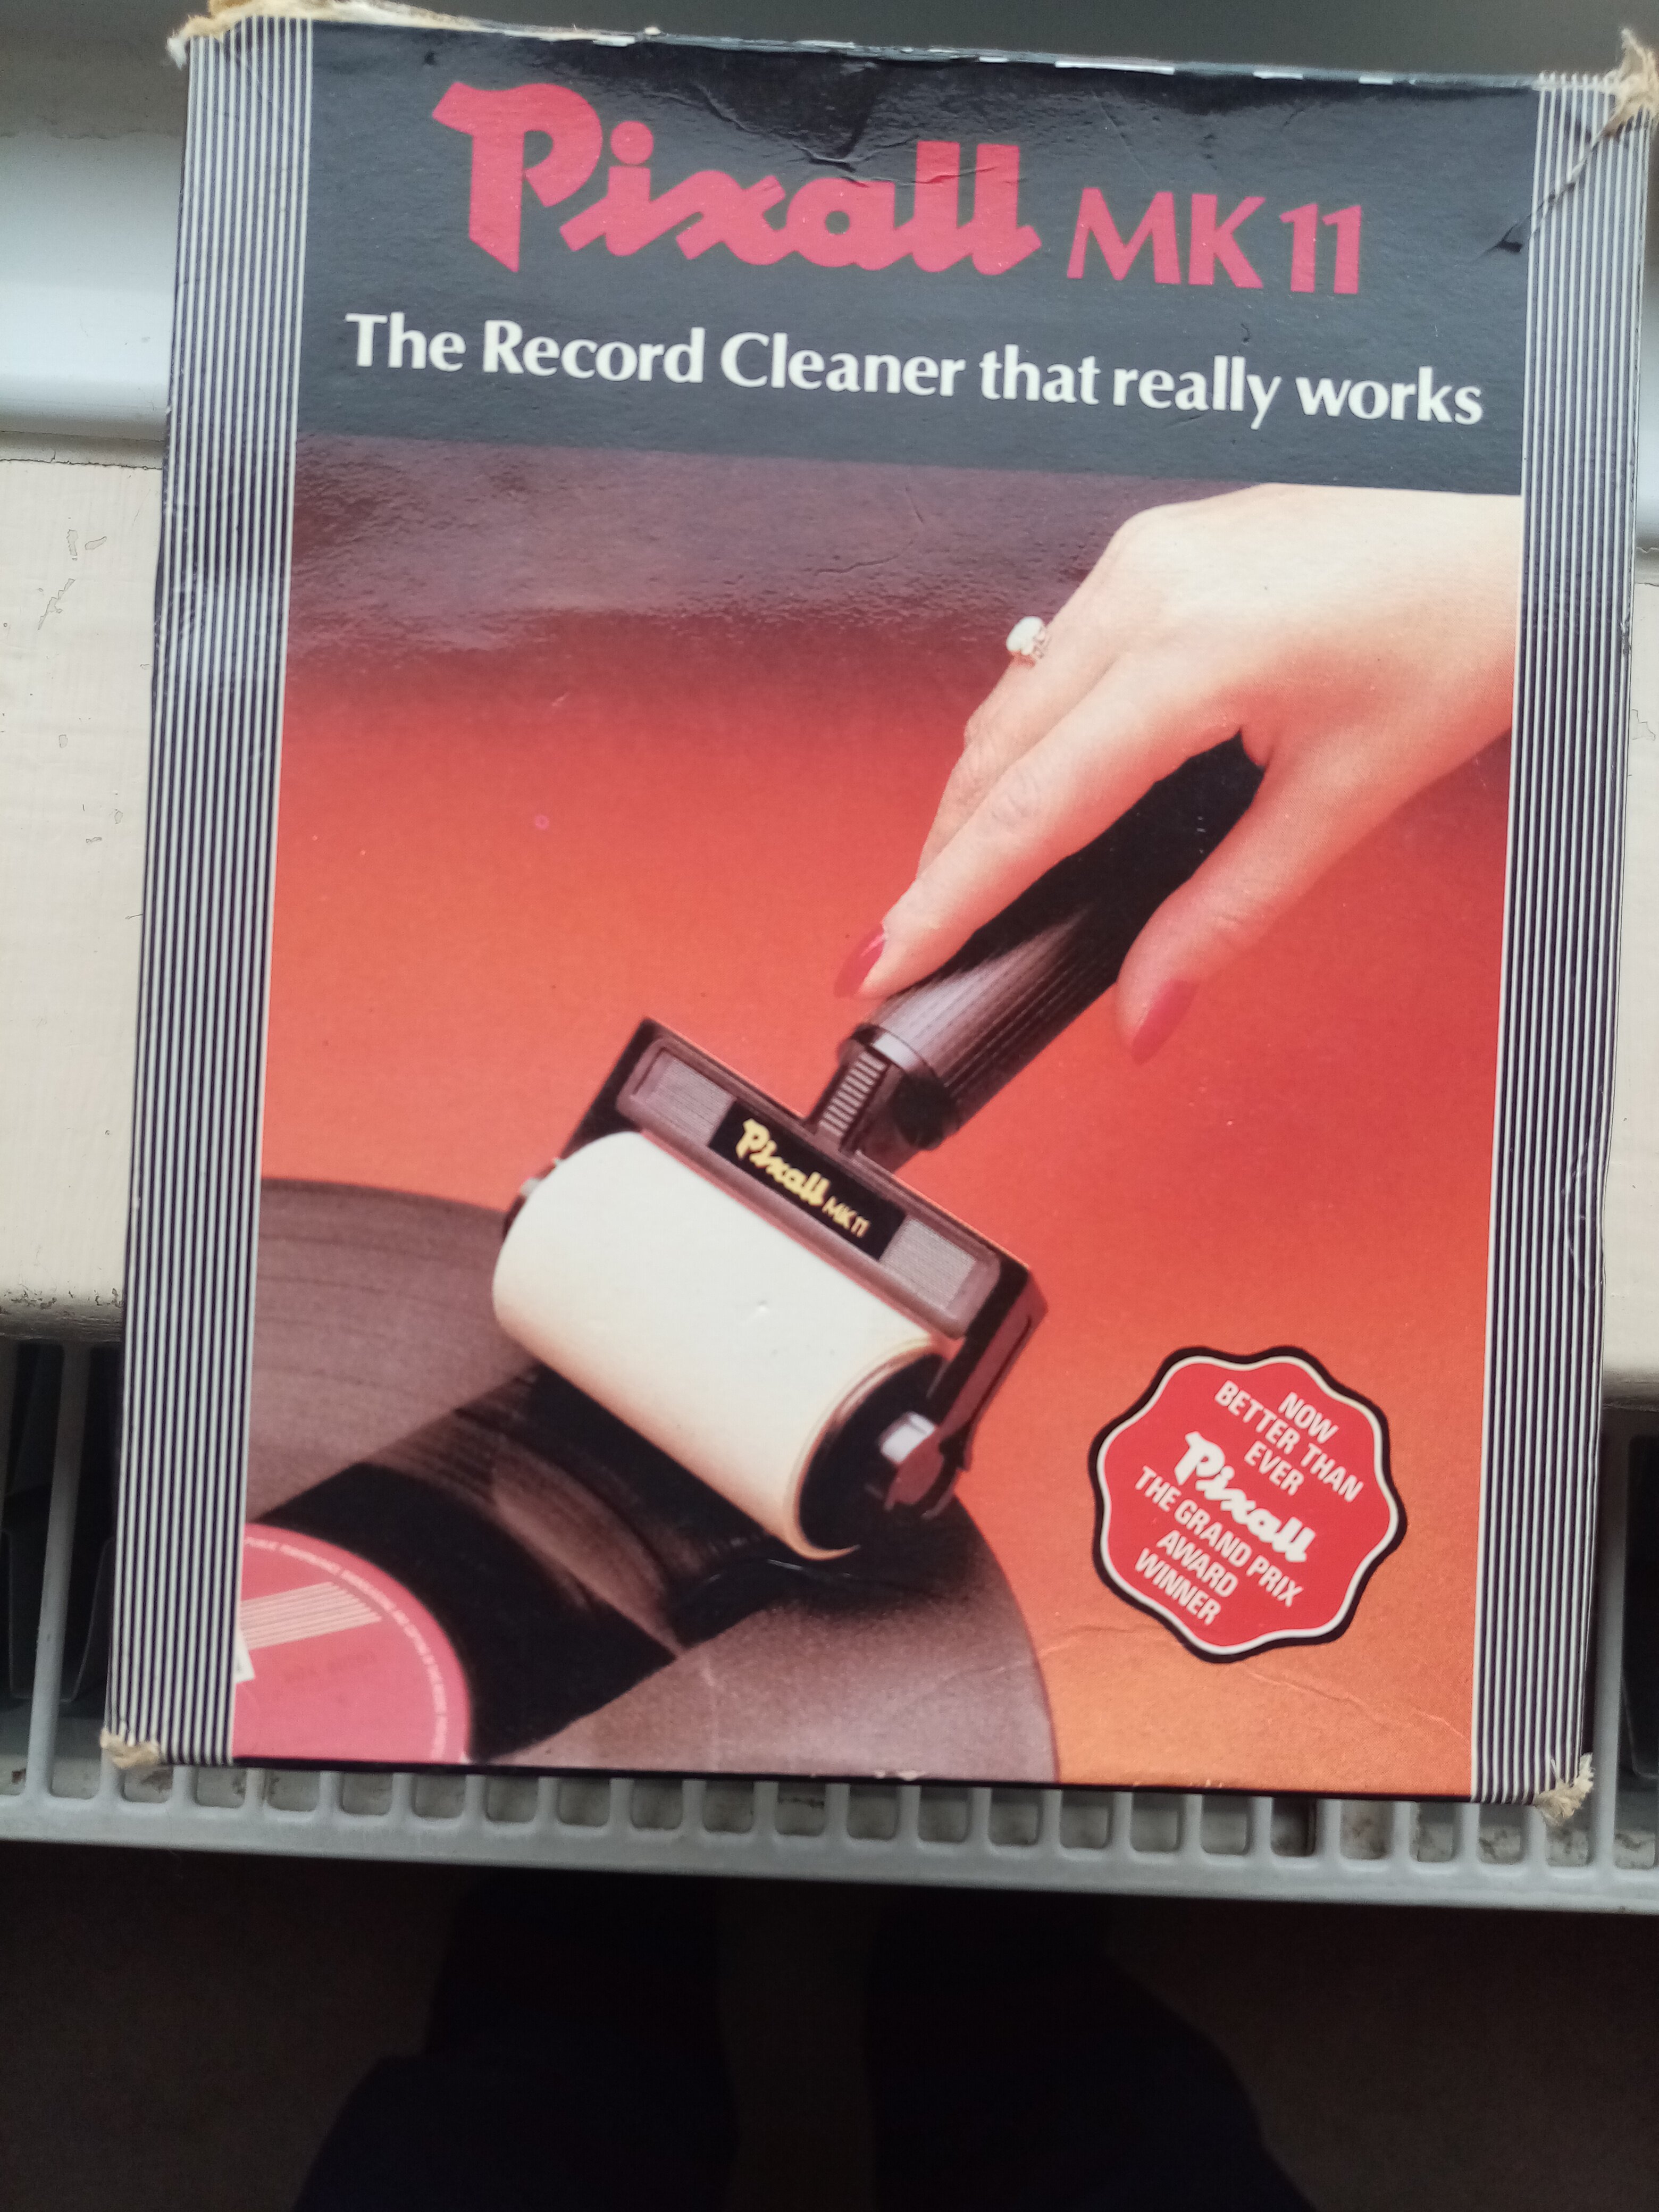 Pixall MK 11
The Record Cleaner that really works
Pixall MK 11
NOW
BETTER THAN
EVER
Pixall
THE GRAND PRIX
AWARD
WINNER